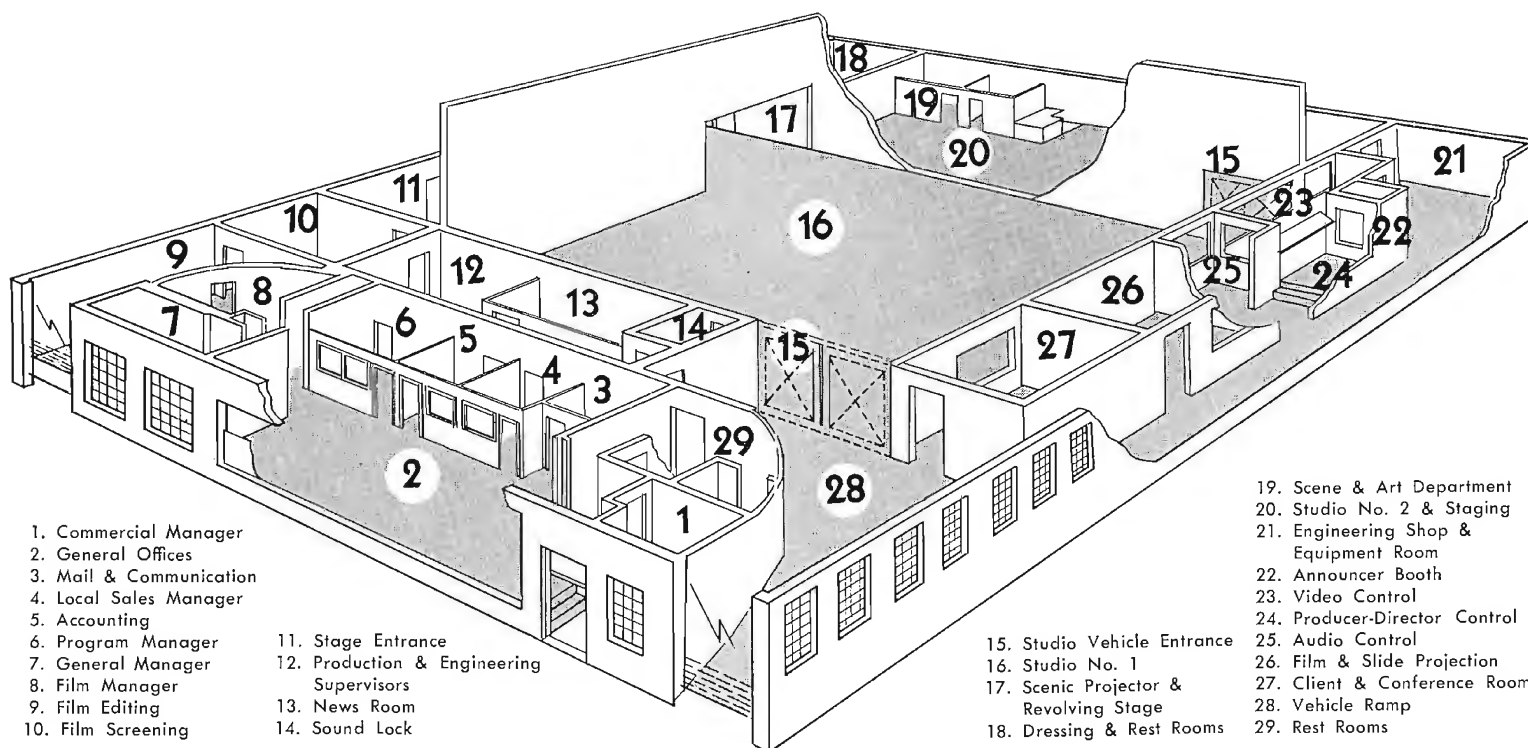 18
19
17
20
15
21
11
23
10
16
22
9
12
25
24
8
26
13
7
6
14
5
15
27
4
3
29
2
28
1
1. Commercial Manager
2. General Offices
3. Mail & Communication
4. Local Sales Manager
5. Accounting
6. Program Manager
7. General Manager
8. Film Manager
9. Film Editing
10. Film Screening
11. Stage Entrance
12. Production & Engineering
Supervisors
13. News Room
14. Sound Lock
15. Studio Vehicle Entrance
16. Studio No. 1
17. Scenic Projector &
Revolving Stage
18. Dressing & Rest Rooms
19. Scene & Art Department
20. Studio No. 2 & Staging
21. Engineering Shop &
Equipment Room
22. Announcer Booth
23. Video Control
24. Producer-Director Control
25. Audio Control
26. Film & Slide Projection
27. Client & Conference Room
28. Vehicle Ramp
29. Rest Rooms